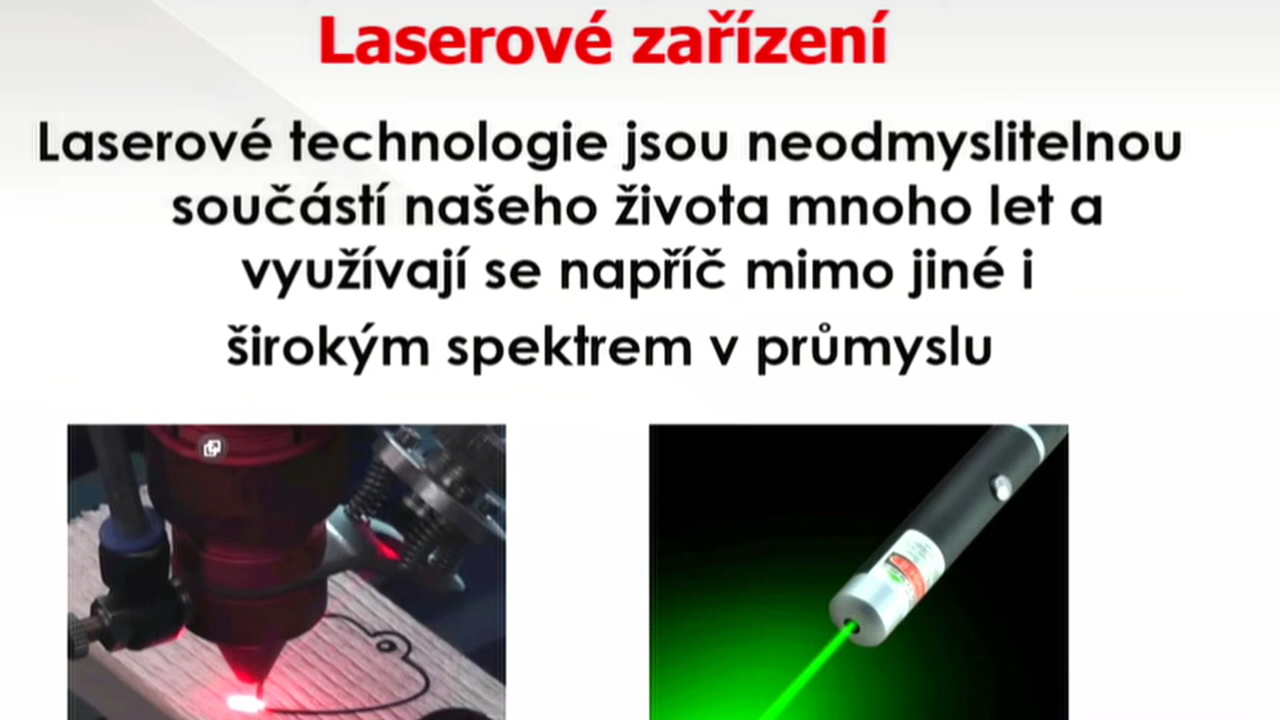 Laserové zařízení
Laserové technologie jsou neodmyslitelnou
součástí našeho života mnoho let a
využívají se napříč mimo jiné i
širokým spektrem v průmyslu